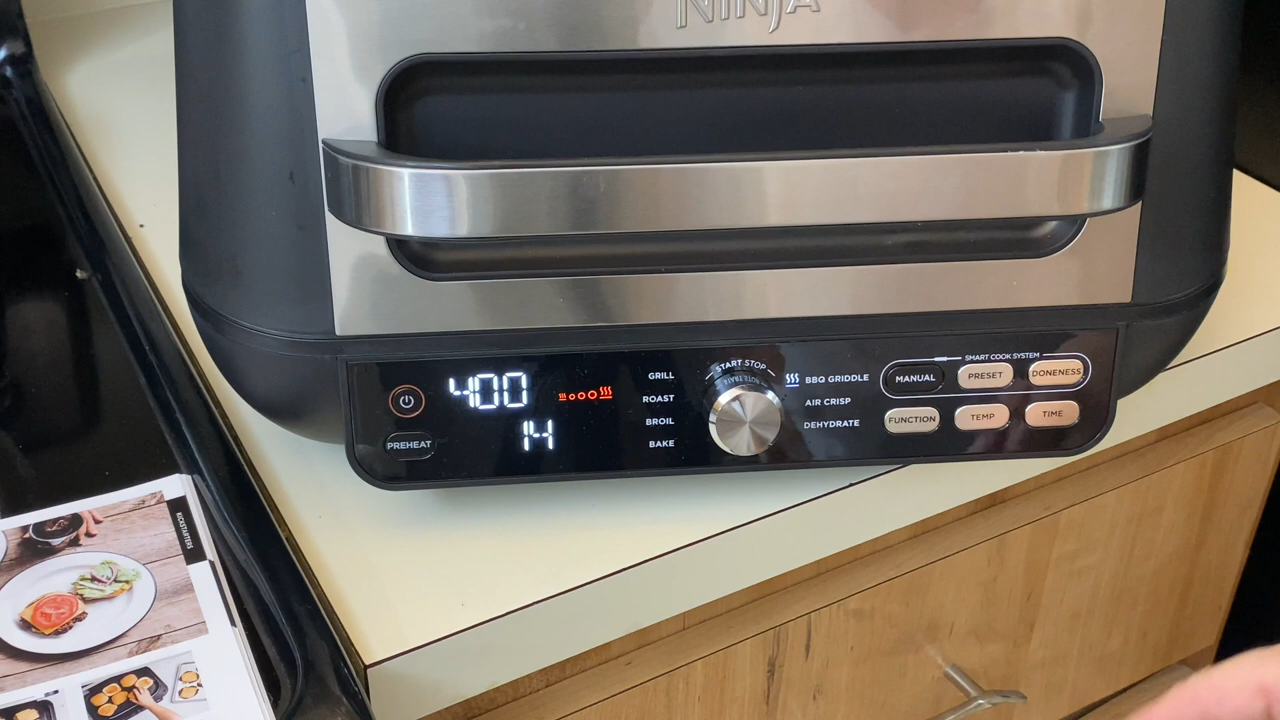 NINJA
KICKSTARTERS
PREHEAT
400
14
GRILL
ROAST
BROIL
BAKE
START STOP
BBQ GRIDDLE
AIR CRISP
DEHYDRATE
SMART COOK SYSTEM
MANUAL
PRESET
DONENESS
FUNCTION
TEMP
TIME